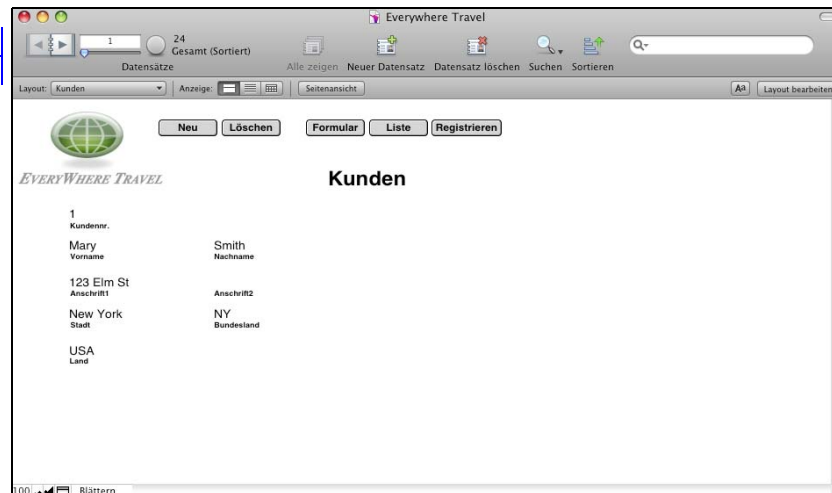 Everywhere Travel
1
24
Gesamt (Sortiert)
Datensätze
Alle zeigen Neuer Datensatz Datensatz löschen Suchen Sortieren
Layout: Kunden Anzeige: Seitenansicht Aa Layout bearbeiten
Neu Löschen Formular Liste Registrieren
EVERYWHERE TRAVEL
Kunden
1
Kundennr.
Mary Smith
Vorname Nachname
123 Elm St
Anschrift1 Anschrift2
New York NY
Stadt Bundesland
USA
Land
100 Blättern